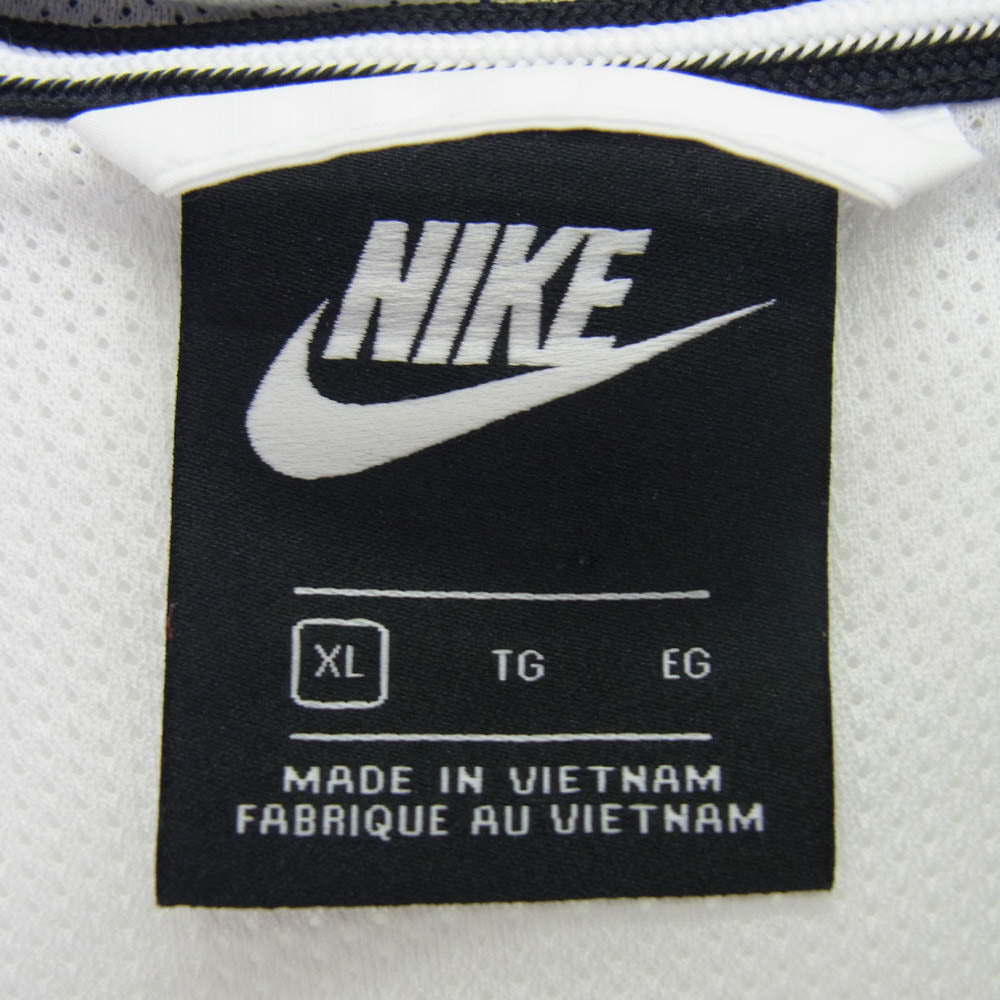 NIKE
XL TG EG
MADE IN VIETNAM
FABRIQUE AU VIETNAM